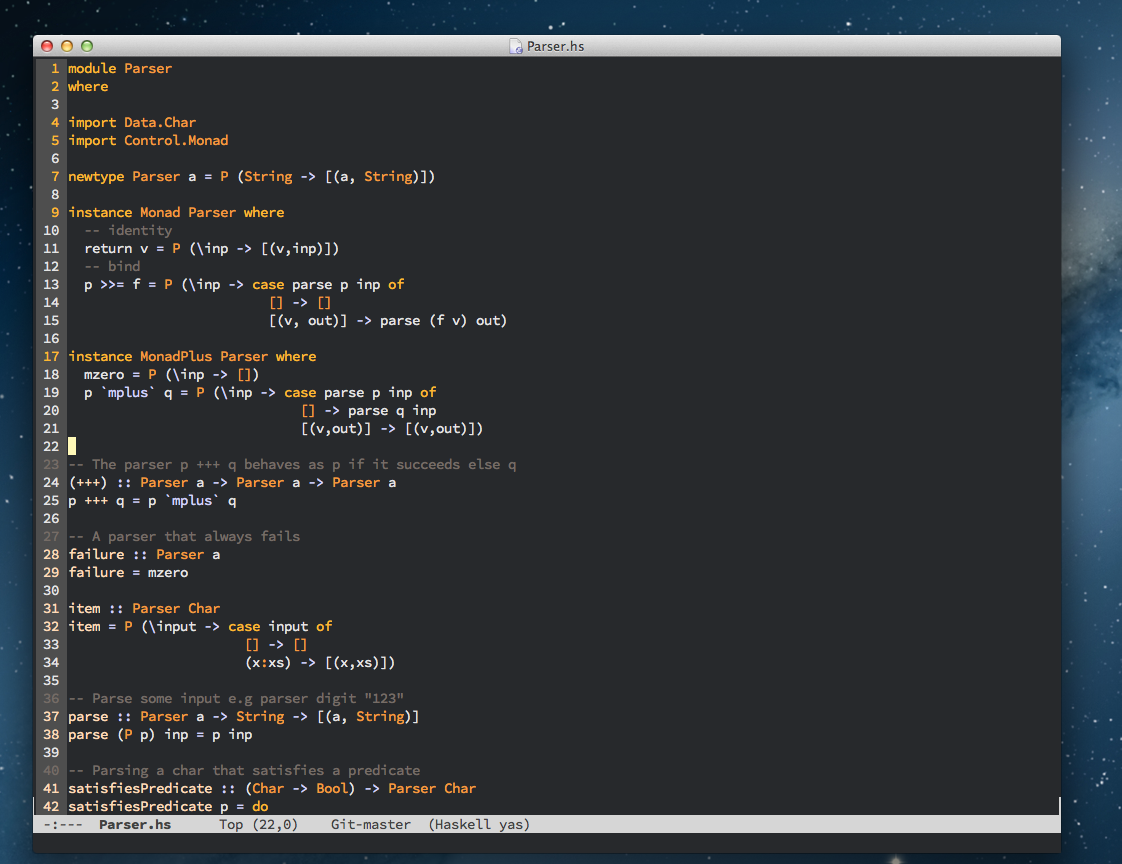 Parser.hs
1 module Parser
2 where
3
4 import Data.Char
5 import Control.Monad
6
7 newtype Parser a = P (String -> [(a, String)])
8
9 instance Monad Parser where
10   -- identity
11   return v = P (\inp -> [(v,inp)])
12   -- bind
13   p >>= f = P (\inp -> case parse p inp of
14                          [] -> []
15                          [(v, out)] -> parse (f v) out)
16
17 instance MonadPlus Parser where
18   mzero = P (\inp -> [])
19   p `mplus` q = P (\inp -> case parse p inp of
20                              [] -> parse q inp
21                              [(v,out)] -> [(v,out)])
22
23 -- The parser p +++ q behaves as p if it succeeds else q
24 (+++) :: Parser a -> Parser a -> Parser a
25 p +++ q = p `mplus` q
26
27 -- A parser that always fails
28 failure :: Parser a
29 failure = mzero
30
31 item :: Parser Char
32 item = P (\input -> case input of
33                       [] -> []
34                       (x:xs) -> [(x,xs)])
35
36 -- Parse some input e.g parser digit "123"
37 parse :: Parser a -> String -> [(a, String)]
38 parse (P p) inp = p inp
39
40 -- Parsing a char that satisfies a predicate
41 satisfiesPredicate :: (Char -> Bool) -> Parser Char
42 satisfiesPredicate p = do
-:---  Parser.hs      Top (22,0)    Git-master  (Haskell yas)